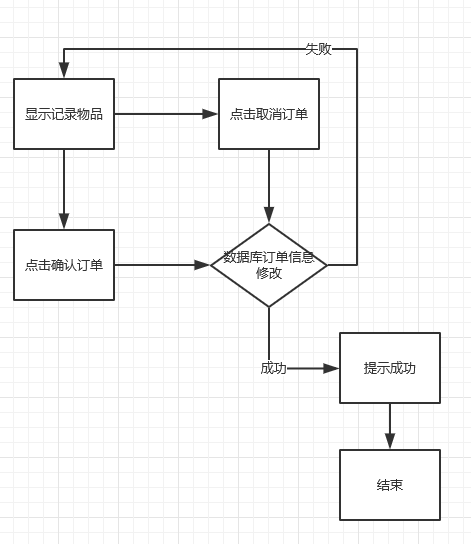 失败
显示记录物品
点击取消订单
点击确认订单
数据库订单信息
修改
成功
提示成功
结束